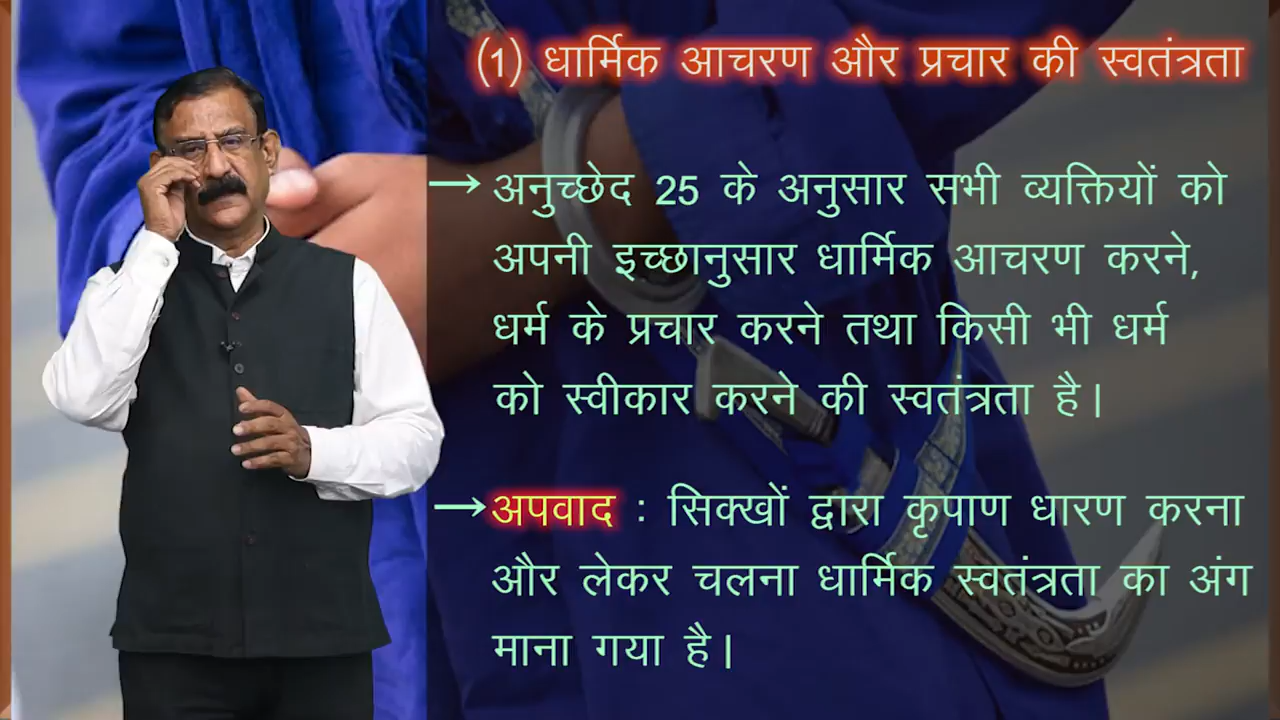 (1) धार्मिक आचरण और प्रचार की स्वतंत्रता
→ अनुच्छेद 25 के अनुसार सभी व्यक्तियों को
अपनी इच्छानुसार धार्मिक आचरण करने,
धर्म के प्रचार करने तथा किसी भी धर्म
को स्वीकार करने की स्वतंत्रता है।
→ अपवाद : सिक्खों द्वारा कृपाण धारण करना
और लेकर चलना धार्मिक स्वतंत्रता का अंग
माना गया है।